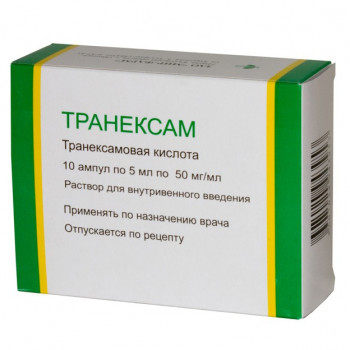 ТРАНЕКСАМ
Транексамовая кислота
10 ампул по 5 мл по 50 мг/мл
Раствор для внутривенного введения
Применять по назначению врача
Отпускается по рецепту